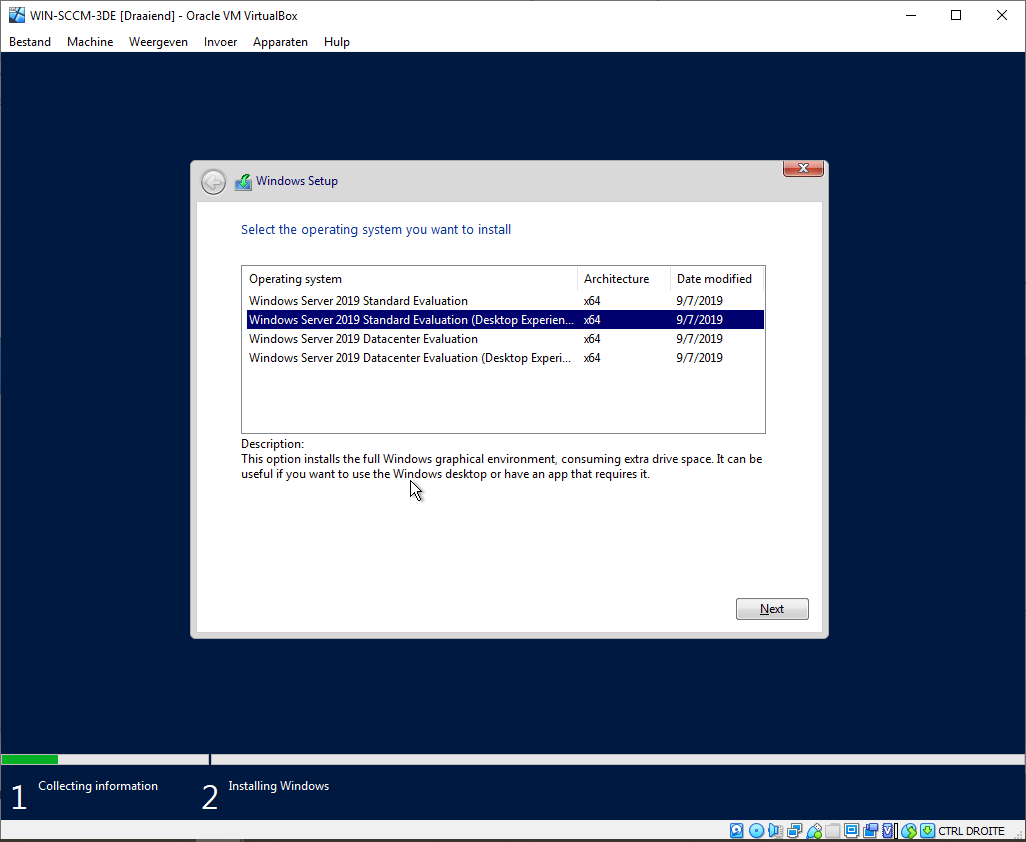 WIN-SCCM-3DE [Draaiend] - Oracle VM VirtualBox
Bestand Machine Weergeven Invoer Apparaten Hulp
Windows Setup
Select the operating system you want to install
Operating system Architecture Date modified
Windows Server 2019 Standard Evaluation x64 9/7/2019
Windows Server 2019 Standard Evaluation (Desktop Experien... x64 9/7/2019
Windows Server 2019 Datacenter Evaluation x64 9/7/2019
Windows Server 2019 Datacenter Evaluation (Desktop Experi... x64 9/7/2019
Description:
This option installs the full Windows graphical environment, consuming extra drive space. It can be
useful if you want to use the Windows desktop or have an app that requires it.
Next
1 Collecting information 2 Installing Windows
CTRL DROITE